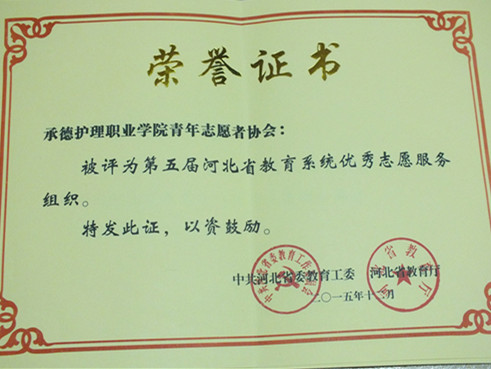 荣誉证书
承德护理职业学院青年志愿者协会：
被评为第五届河北省教育系统优秀志愿服务
组织。
特发此证，以资鼓励。
中共河北省委教育工委 河北省教育厅
二〇一五年十二月